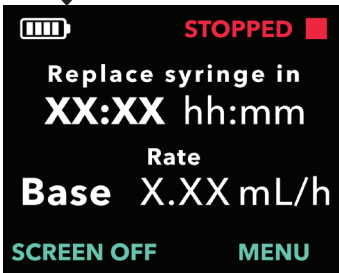 STOPPED
Replace syringe in
XX:XX hh:mm
Rate
Base X.XX mL/h
SCREEN OFF MENU